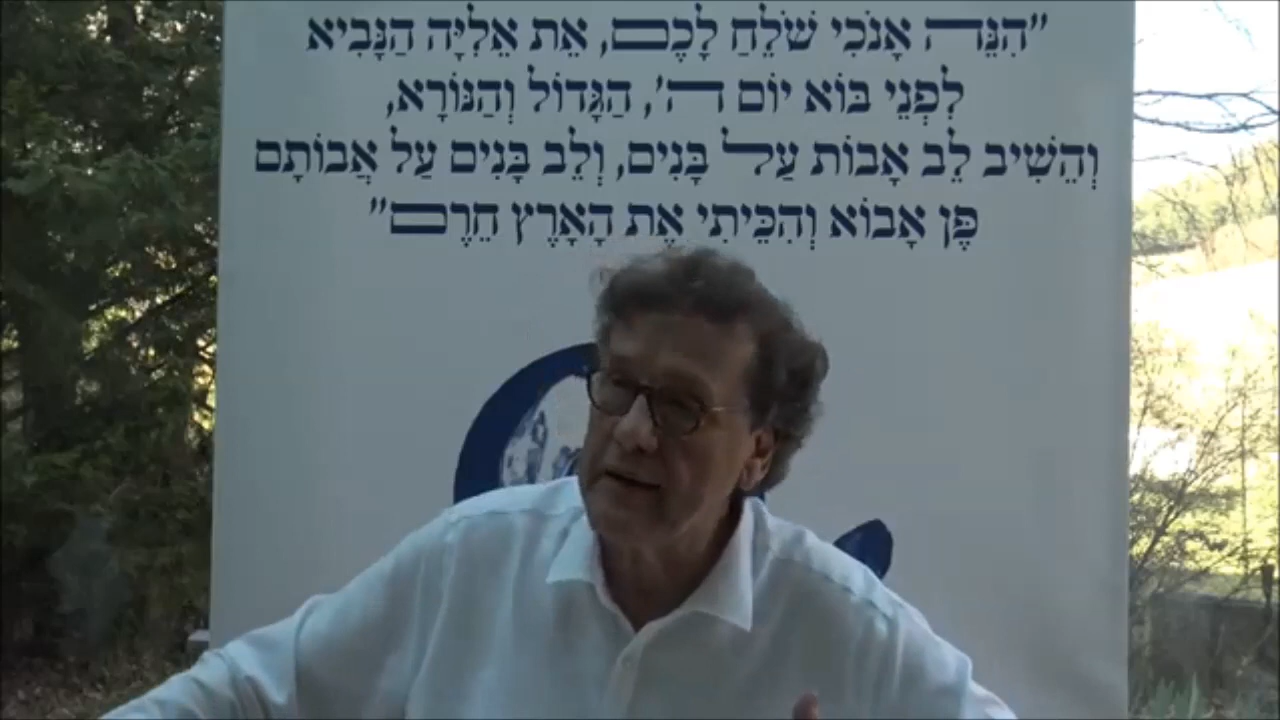 "הִנֵּה אָנֹכִי שֹׁלֵחַ לָכֶם, אֵת אֵלִיָּה הַנָּבִיא
לִפְנֵי בּוֹא יוֹם ה', הַגָּדוֹל וְהַנּוֹרָא,
וְהֵשִׁיב לֵב אָבוֹת עַל בָּנִים, וְלֵב בָּנִים עַל אֲבוֹתָם
פֶּן אָבוֹא וְהִכֵּיתִי אֶת הָאָרֶץ חֵרֶם"